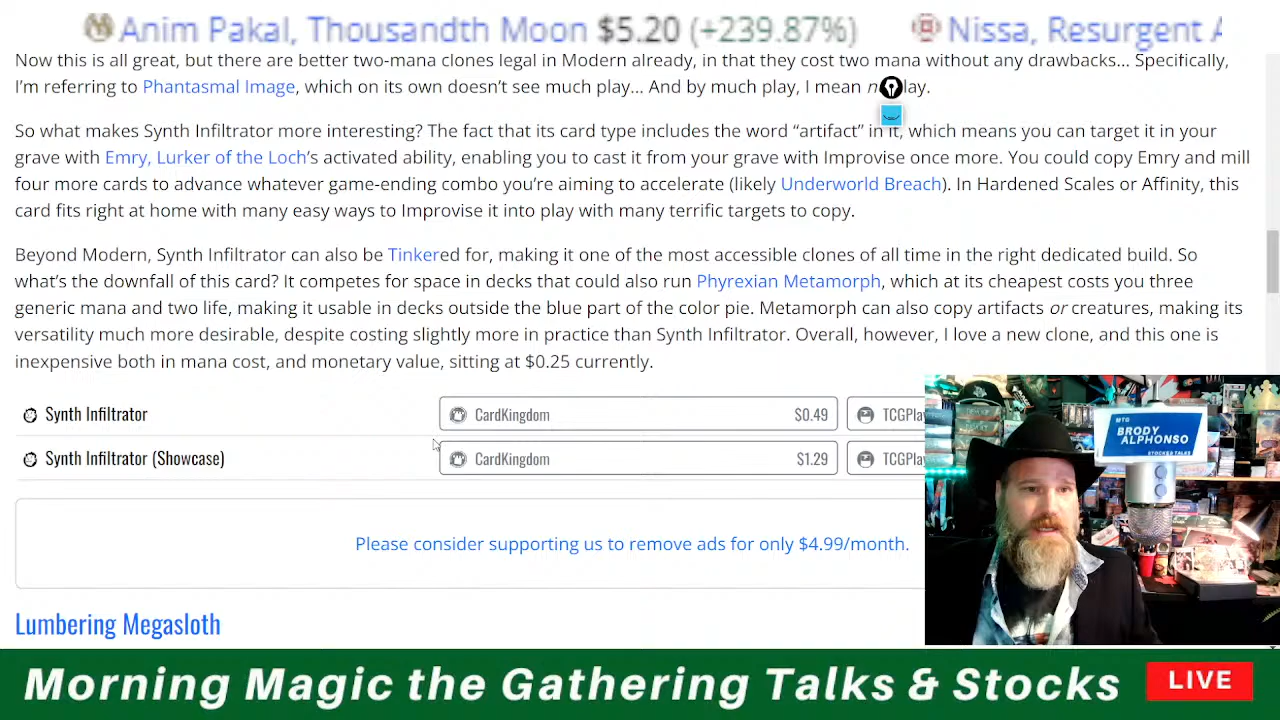 Anim Pakal, Thousandth Moon $5.20 (+239.87%) Nissa, Resurgent
Now this is all great, but there are better two-mana clones legal in Modern already, in that they cost two mana without any drawbacks... Specifically,
I'm referring to Phantasmal Image, which on its own doesn't see much play... And by much play, I mean
So what makes Synth Infiltrator more interesting? The fact that its card type includes the word “artifact” in it, which means you can target it in your
grave with Emry, Lurker of the Loch's activated ability, enabling you to cast it from your grave with Improvise once more. You could copy Emry and mill
four more cards to advance whatever game-ending combo you're aiming to accelerate (likely Underworld Breach). In Hardened Scales or Affinity, this
card fits right at home with many easy ways to Improvise it into play with many terrific targets to copy.
Beyond Modern, Synth Infiltrator can also be Tinkered for, making it one of the most accessible clones of all time in the right dedicated build. So
what's the downfall of this card? It competes for space in decks that could also run Phyrexian Metamorph, which at its cheapest costs you three
generic mana and two life, making it usable in decks outside the blue part of the color pie. Metamorph can also copy artifacts or creatures, making its
versatility much more desirable, despite costing slightly more in practice than Synth Infiltrator. Overall, however, I love a new clone, and this one is
inexpensive both in mana cost, and monetary value, sitting at $0.25 currently.
Synth Infiltrator CardKingdom $0.49 TCGPla
Synth Infiltrator (Showcase) CardKingdom $1.29 TCGPla
Please consider supporting us to remove ads for only $4.99/month.
Lumbering Megasloth
MTG
BRODY
ALPHONSO
STOCKED TALKS
Morning Magic the Gathering Talks & Stocks LIVE